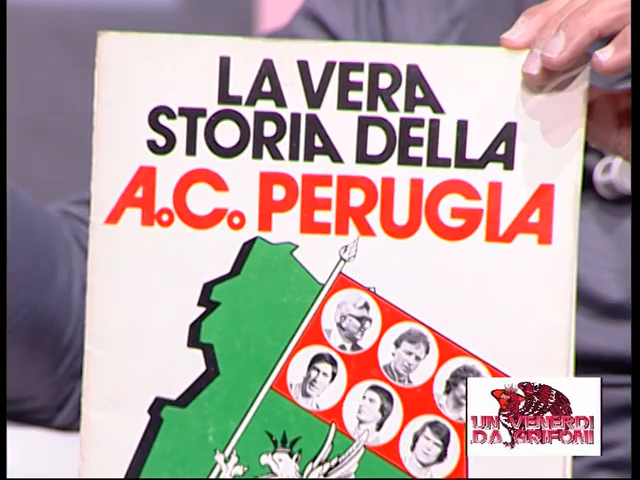 LA VERA
STORIA DELLA
A.C. PERUGIA
UN VENERDI
DA GRIFONI